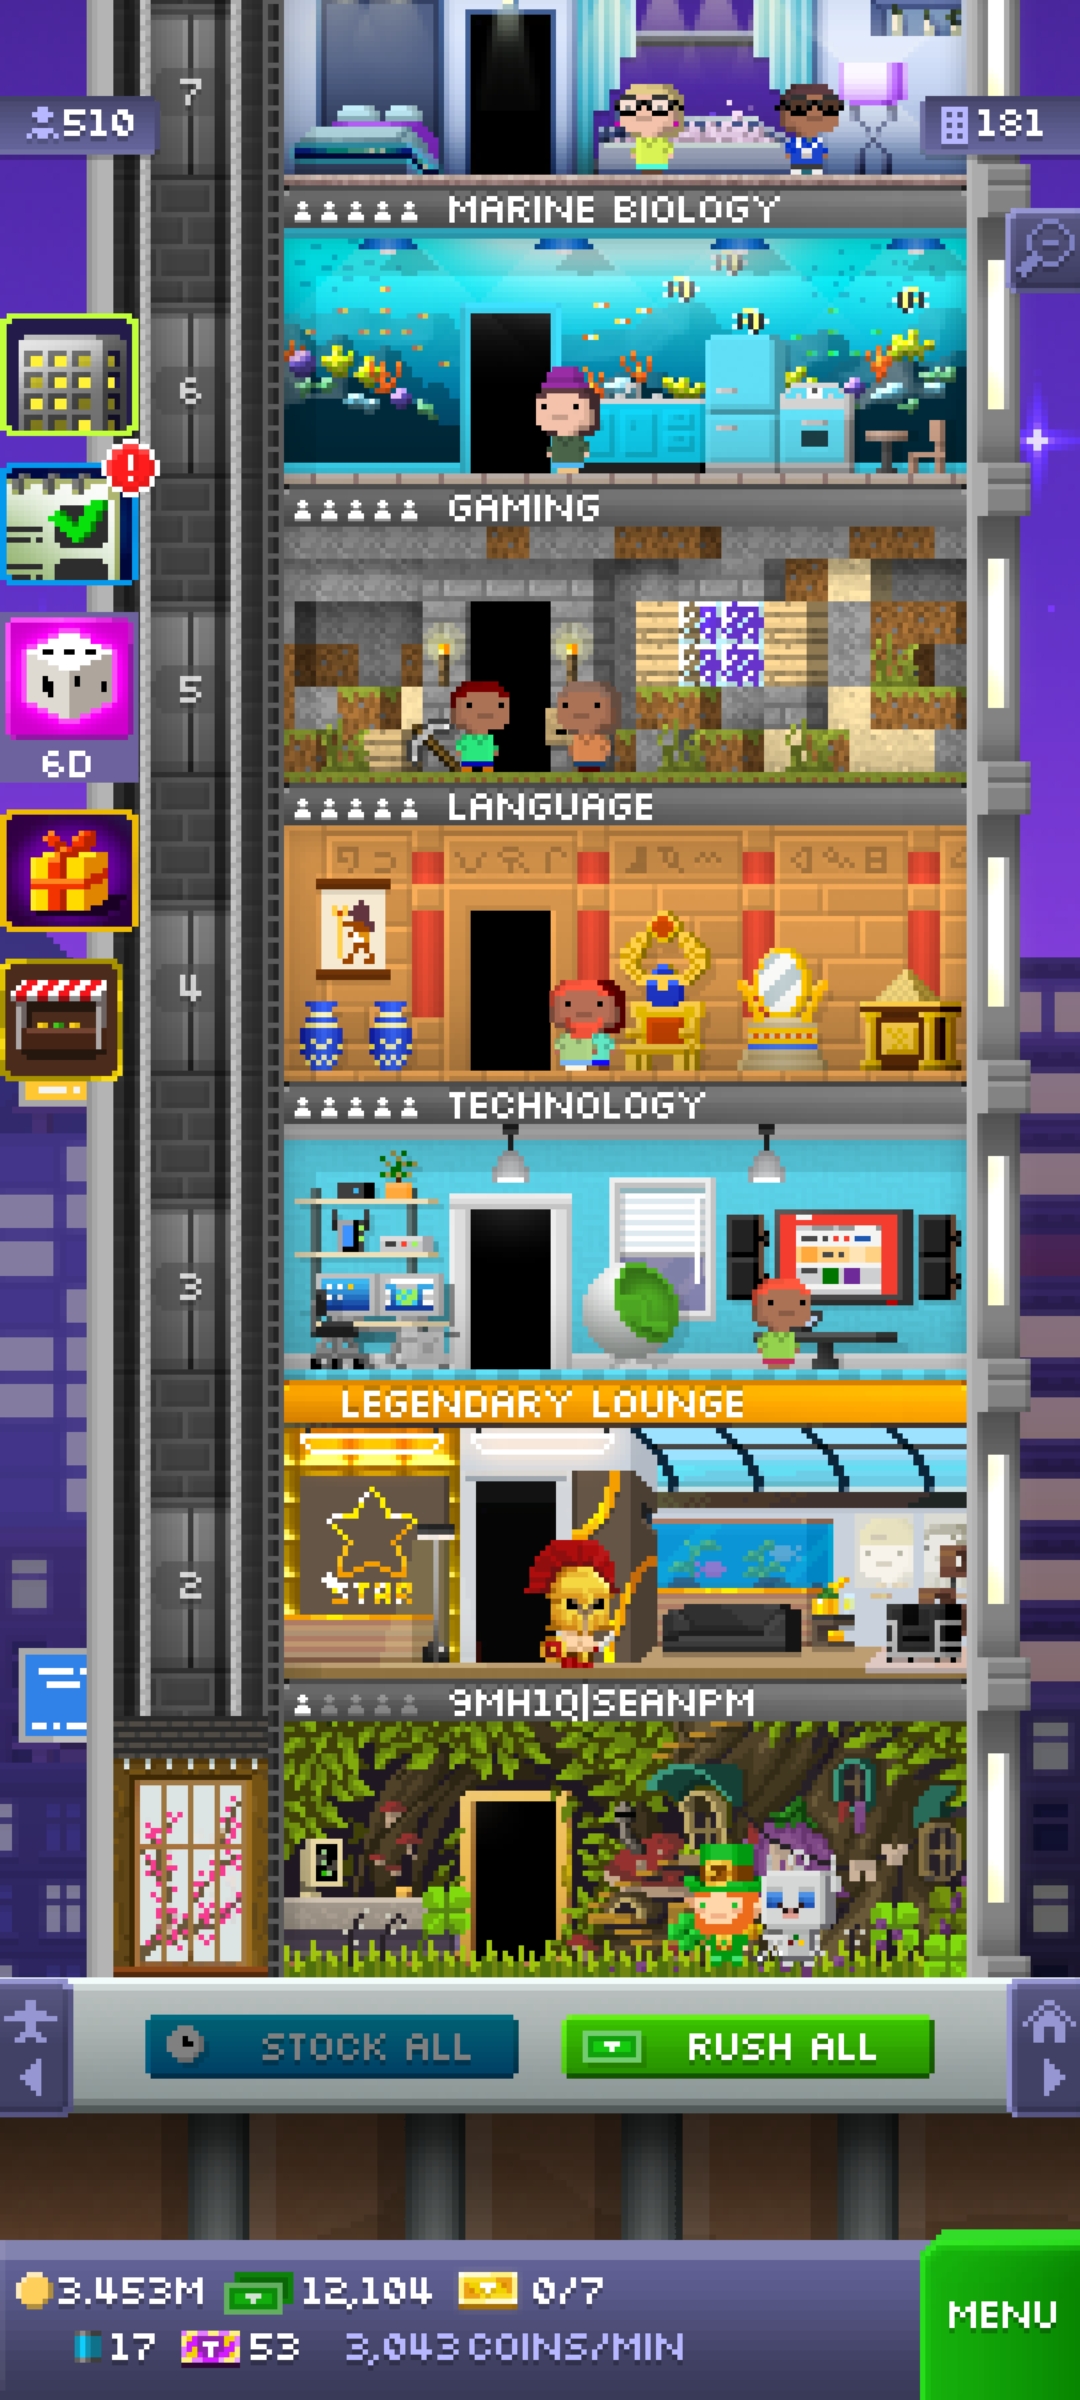 7
510
181
MARINE BIOLOGY
6
GAMING
5
6D
LANGUAGE
4
TECHNOLOGY
3
LEGENDARY LOUNGE
STAR
2
9MH1Q|SEANPM
STOCK ALL
RUSH ALL
3.453M
12,104
0/7
MENU
17
53
3,043 COINS/MIN